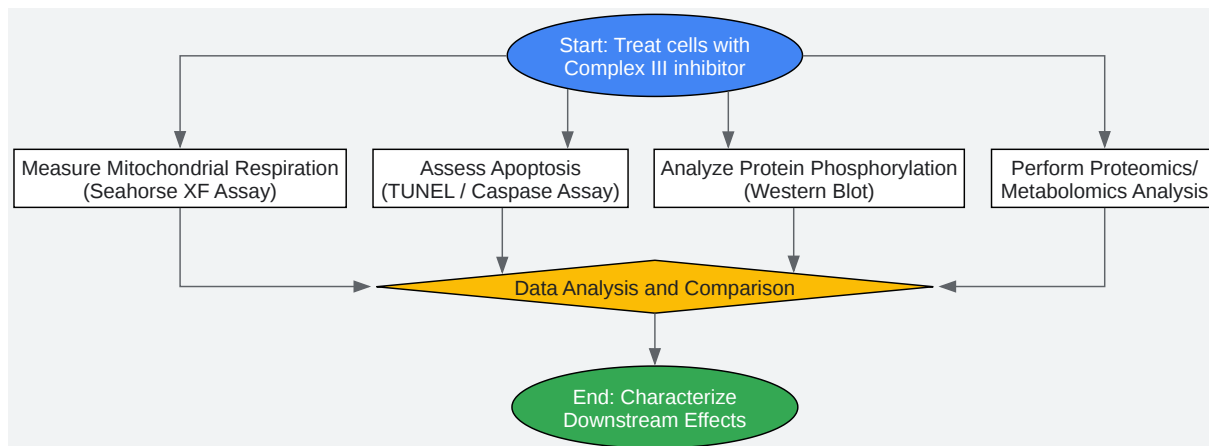 Start: Treat cells with
Complex III inhibitor
Measure Mitochondrial Respiration
(Seahorse XF Assay)
Assess Apoptosis
(TUNEL / Caspase Assay)
Analyze Protein Phosphorylation
(Western Blot)
Perform Proteomics/
Metabolomics Analysis
Data Analysis and Comparison
End: Characterize
Downstream Effects